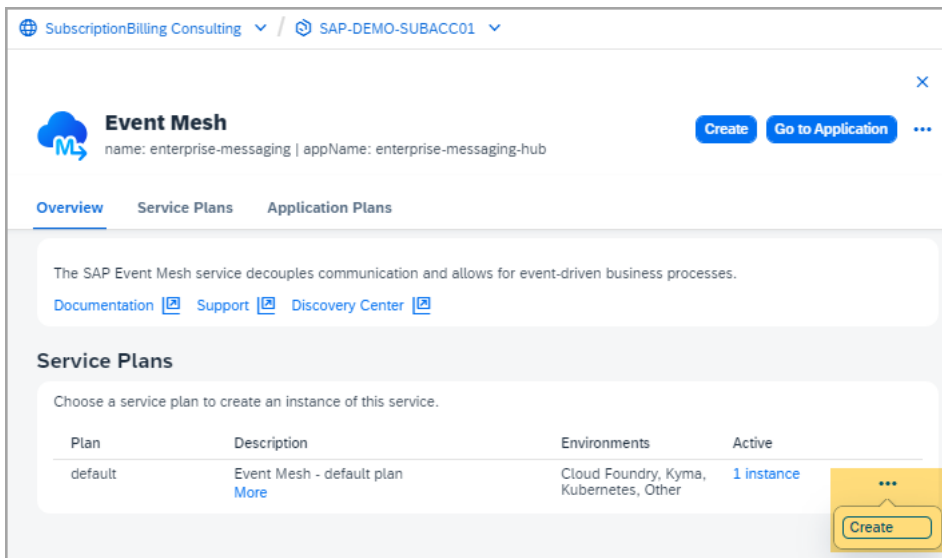 SubscriptionBilling Consulting / SAP-DEMO-SUBACC01
Event Mesh
name: enterprise-messaging | appName: enterprise-messaging-hub
Create Go to Application
Overview Service Plans Application Plans
The SAP Event Mesh service decouples communication and allows for event-driven business processes.
Documentation Support Discovery Center
Service Plans
Choose a service plan to create an instance of this service.
Plan Description Environments Active
default Event Mesh - default plan Cloud Foundry, Kyma, 1 instance
More Kubernetes, Other
Create